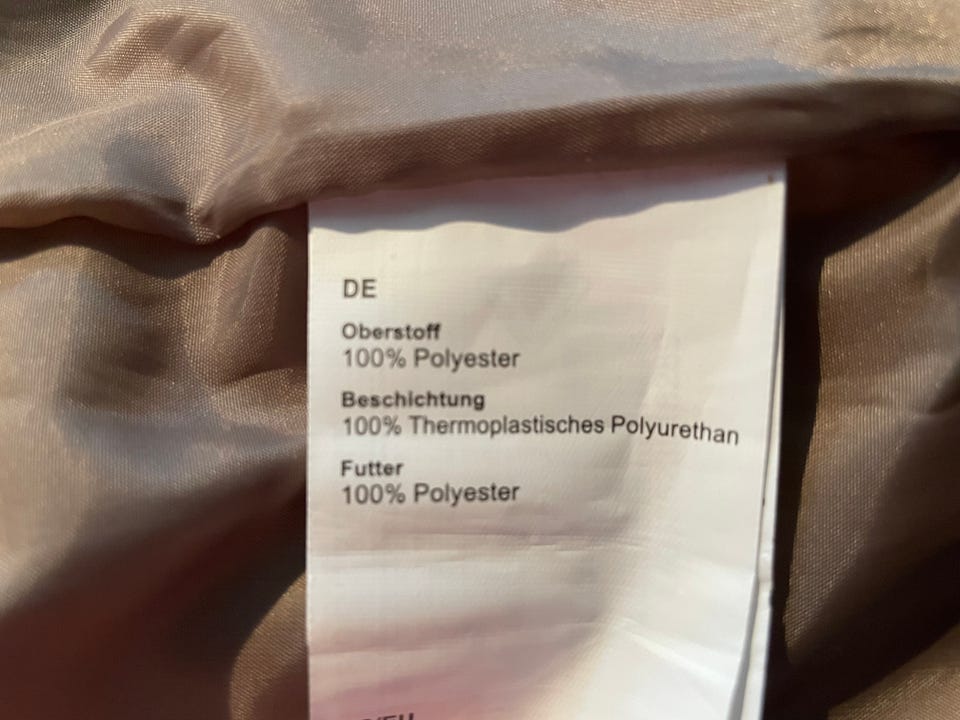 DE
Oberstoff
100% Polyester
Beschichtung
100% Thermoplastisches Polyurethan
Futter
100% Polyester